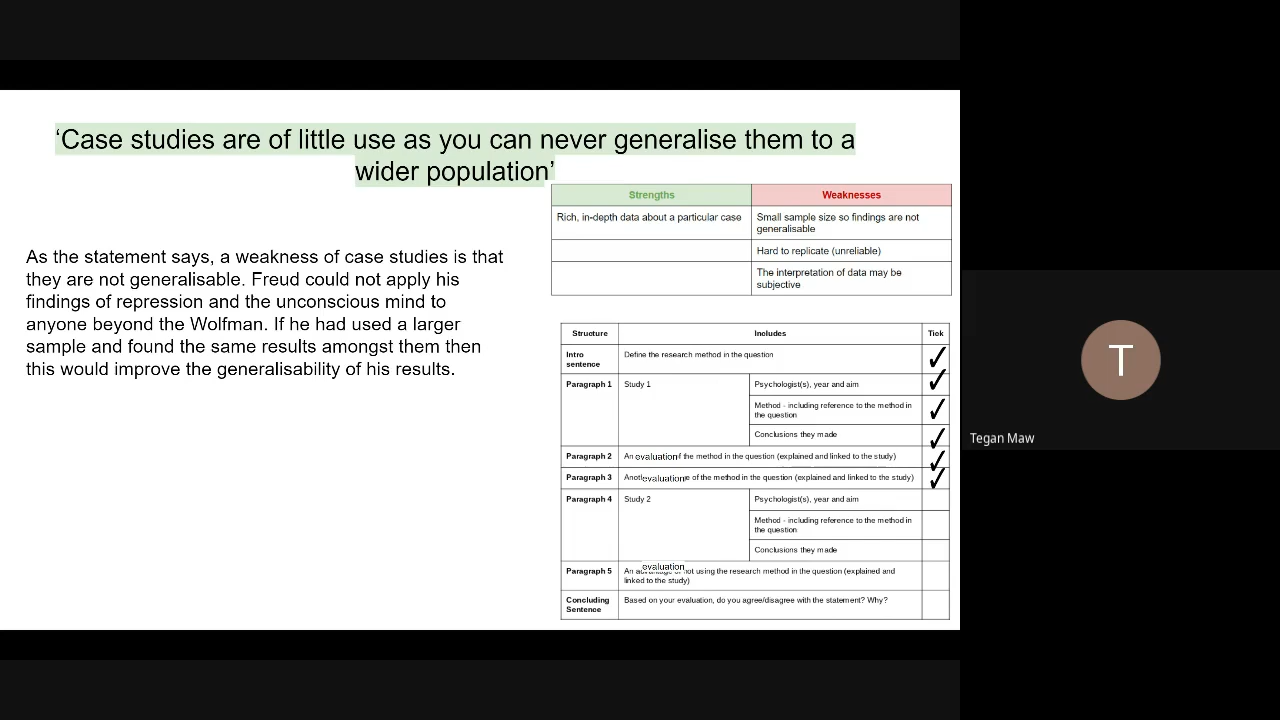 ‘Case studies are of little use as you can never generalise them to a
wider population’
As the statement says, a weakness of case studies is that
they are not generalisable. Freud could not apply his
findings of repression and the unconscious mind to
anyone beyond the Wolfman. If he had used a larger
sample and found the same results amongst them then
this would improve the generalisability of his results.
Strengths Weaknesses
Rich, in-depth data about a particular case Small sample size so findings are not
generalisable
Hard to replicate (unreliable)
The interpretation of data may be
subjective
Structure Includes Tick
Intro
sentence
Define the research method in the question
Paragraph 1 Study 1 Psychologist(s), year and aim
Method - including reference to the method in
the question
Conclusions they made
Paragraph 2 An evaluation of the method in the question (explained and linked to the study)
Paragraph 3 evaluation of the method in the question (explained and linked to the study)
Paragraph 4 Study 2 Psychologist(s), year and aim
Method - including reference to the method in
the question
Conclusions they made
evaluation
Paragraph 5 An not using the research method in the question (explained and
linked to the study)
Concluding
Sentence
Based on your evaluation, do you agree/disagree with the statement? Why?
T
Tegan Maw